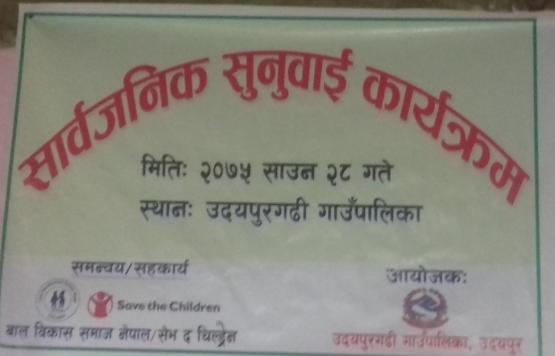 सार्वजनिक सुनुवाई कार्यक्रम
मितिः २०७५ साउन २८ गते
स्थानः उदयपुरगढी गाउँपालिका
समन्वय/सहकार्य
Save the Children
बाल विकास समाज नेपाल/सेभ द चिल्ड्रेन
आयोजकः
उदयपुरगढी गाउँपालिका, उदयपुर